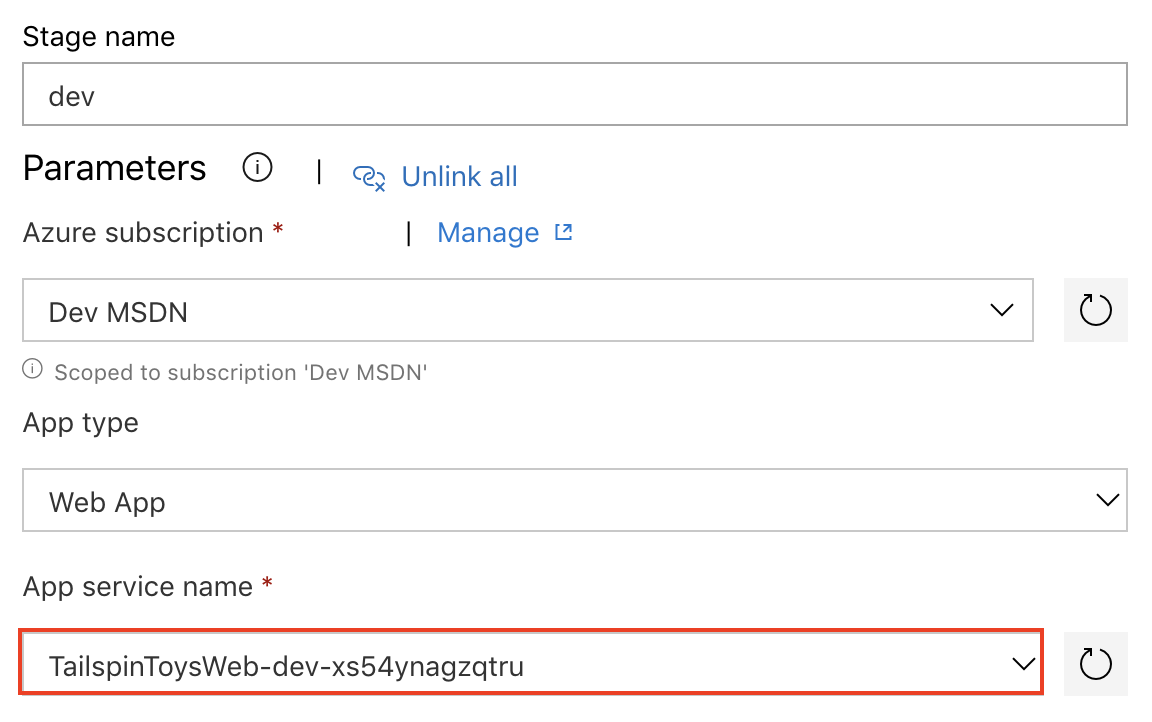 Stage name
dev
Parameters | Unlink all
Azure subscription * | Manage
Dev MSDN
Scoped to subscription 'Dev MSDN'
App type
Web App
App service name *
TailspinToysWeb-dev-xs54ynagzqtru